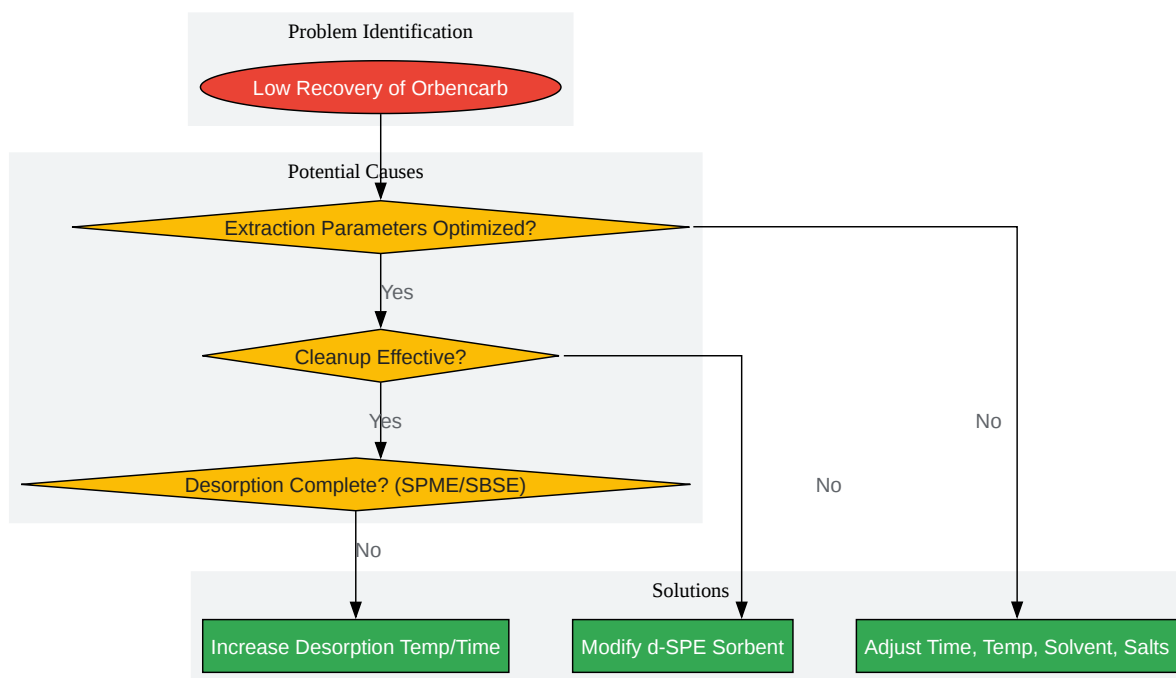 Problem Identification
Low Recovery of Orbencarb
Potential Causes
Extraction Parameters Optimized?
Yes
Cleanup Effective?
Yes
No
Desorption Complete? (SPME/SBSE)
No
No
Solutions
Increase Desorption Temp/Time
Modify d-SPE Sorbent
Adjust Time, Temp, Solvent, Salts